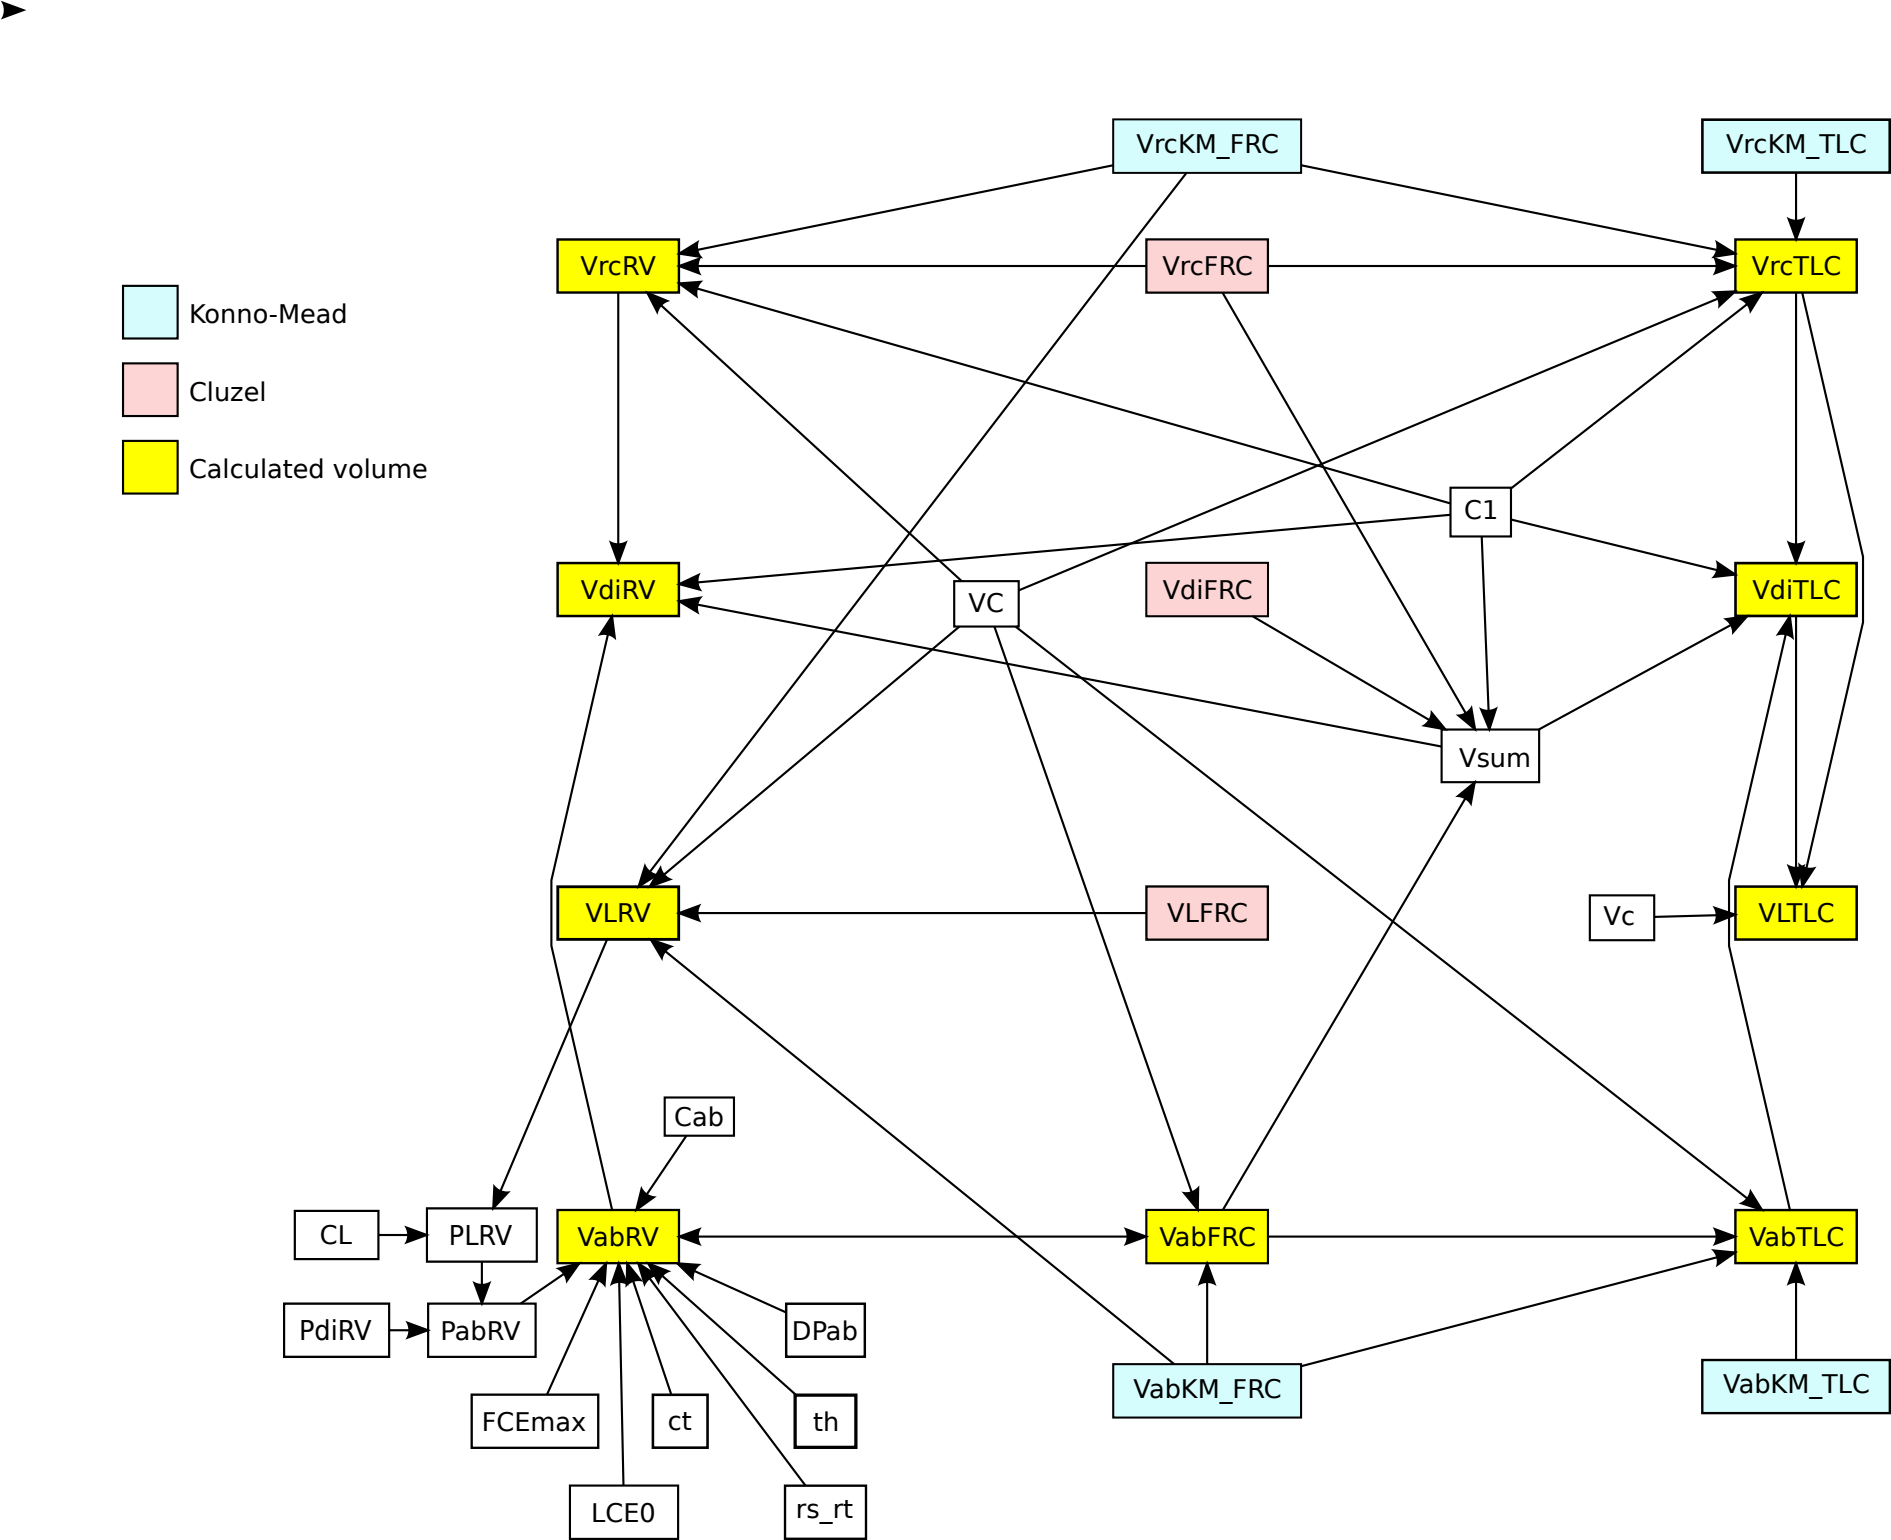 VrcKM_FRC
VrcKM_TLC
VrcRV
VrcFRC
VrcTLC
Konno-Mead
Cluzel
Calculated volume
C1
VdiRV
VC
VdiFRC
VdiTLC
Vsum
VLRV
VLFRC
Vc
VLTLC
Cab
CL
PLRV
VabRV
VabFRC
VabTLC
PdiRV
PabRV
DPab
VabKM_FRC
VabKM_TLC
FCEmax
ct
th
LCE0
rs_rt